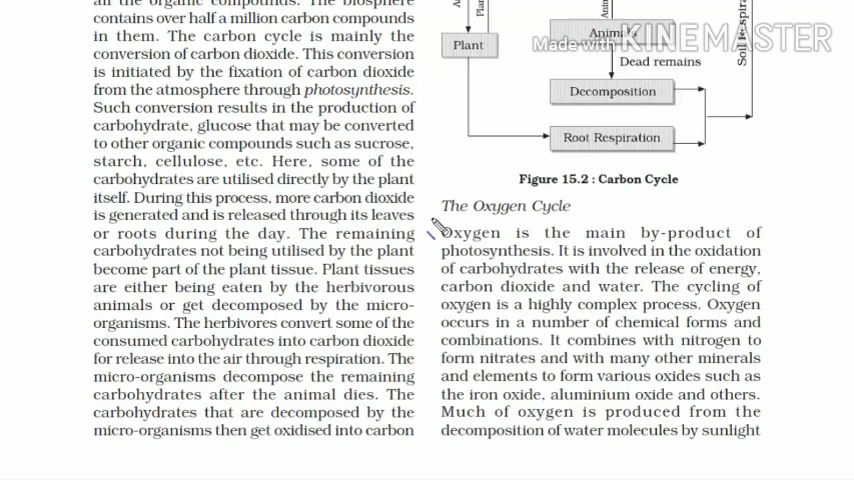 all the organic compounds. The biosphere
contains over half a million carbon compounds
in them. The carbon cycle is mainly the
conversion of carbon dioxide. This conversion
is initiated by the fixation of carbon dioxide
from the atmosphere through photosynthesis.
Such conversion results in the production of
carbohydrate, glucose that may be converted
to other organic compounds such as sucrose,
starch, cellulose, etc. Here, some of the
carbohydrates are utilised directly by the plant
itself. During this process, more carbon dioxide
is generated and is released through its leaves
or roots during the day. The remaining
carbohydrates not being utilised by the plant
become part of the plant tissue. Plant tissues
are either being eaten by the herbivorous
animals or get decomposed by the micro-
organisms. The herbivores convert some of the
consumed carbohydrates into carbon dioxide
for release into the air through respiration. The
micro-organisms decompose the remaining
carbohydrates after the animal dies. The
carbohydrates that are decomposed by the
micro-organisms then get oxidised into carbon
Plant
Animals
Made with KINEMASTER
Dead remains
Decomposition
Root Respiration
Figure 15.2 : Carbon Cycle
The Oxygen Cycle
Oxygen is the main by-product of
photosynthesis. It is involved in the oxidation
of carbohydrates with the release of energy,
carbon dioxide and water. The cycling of
oxygen is a highly complex process. Oxygen
occurs in a number of chemical forms and
combinations. It combines with nitrogen to
form nitrates and with many other minerals
and elements to form various oxides such as
the iron oxide, aluminium oxide and others.
Much of oxygen is produced from the
decomposition of water molecules by sunlight